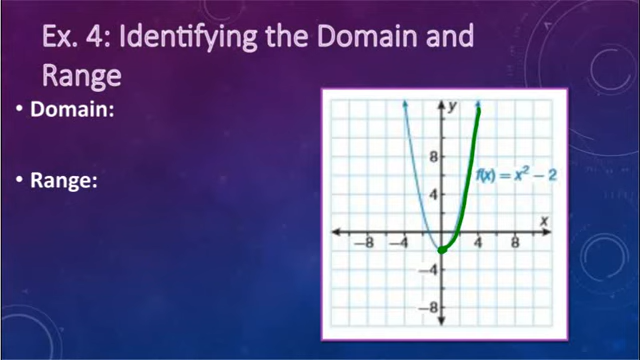 Ex. 4: Identifying the Domain and
Range
• Domain:
• Range:
y
8
f(x) = x² – 2
4
x
–8 –4 4 8
–4
–8